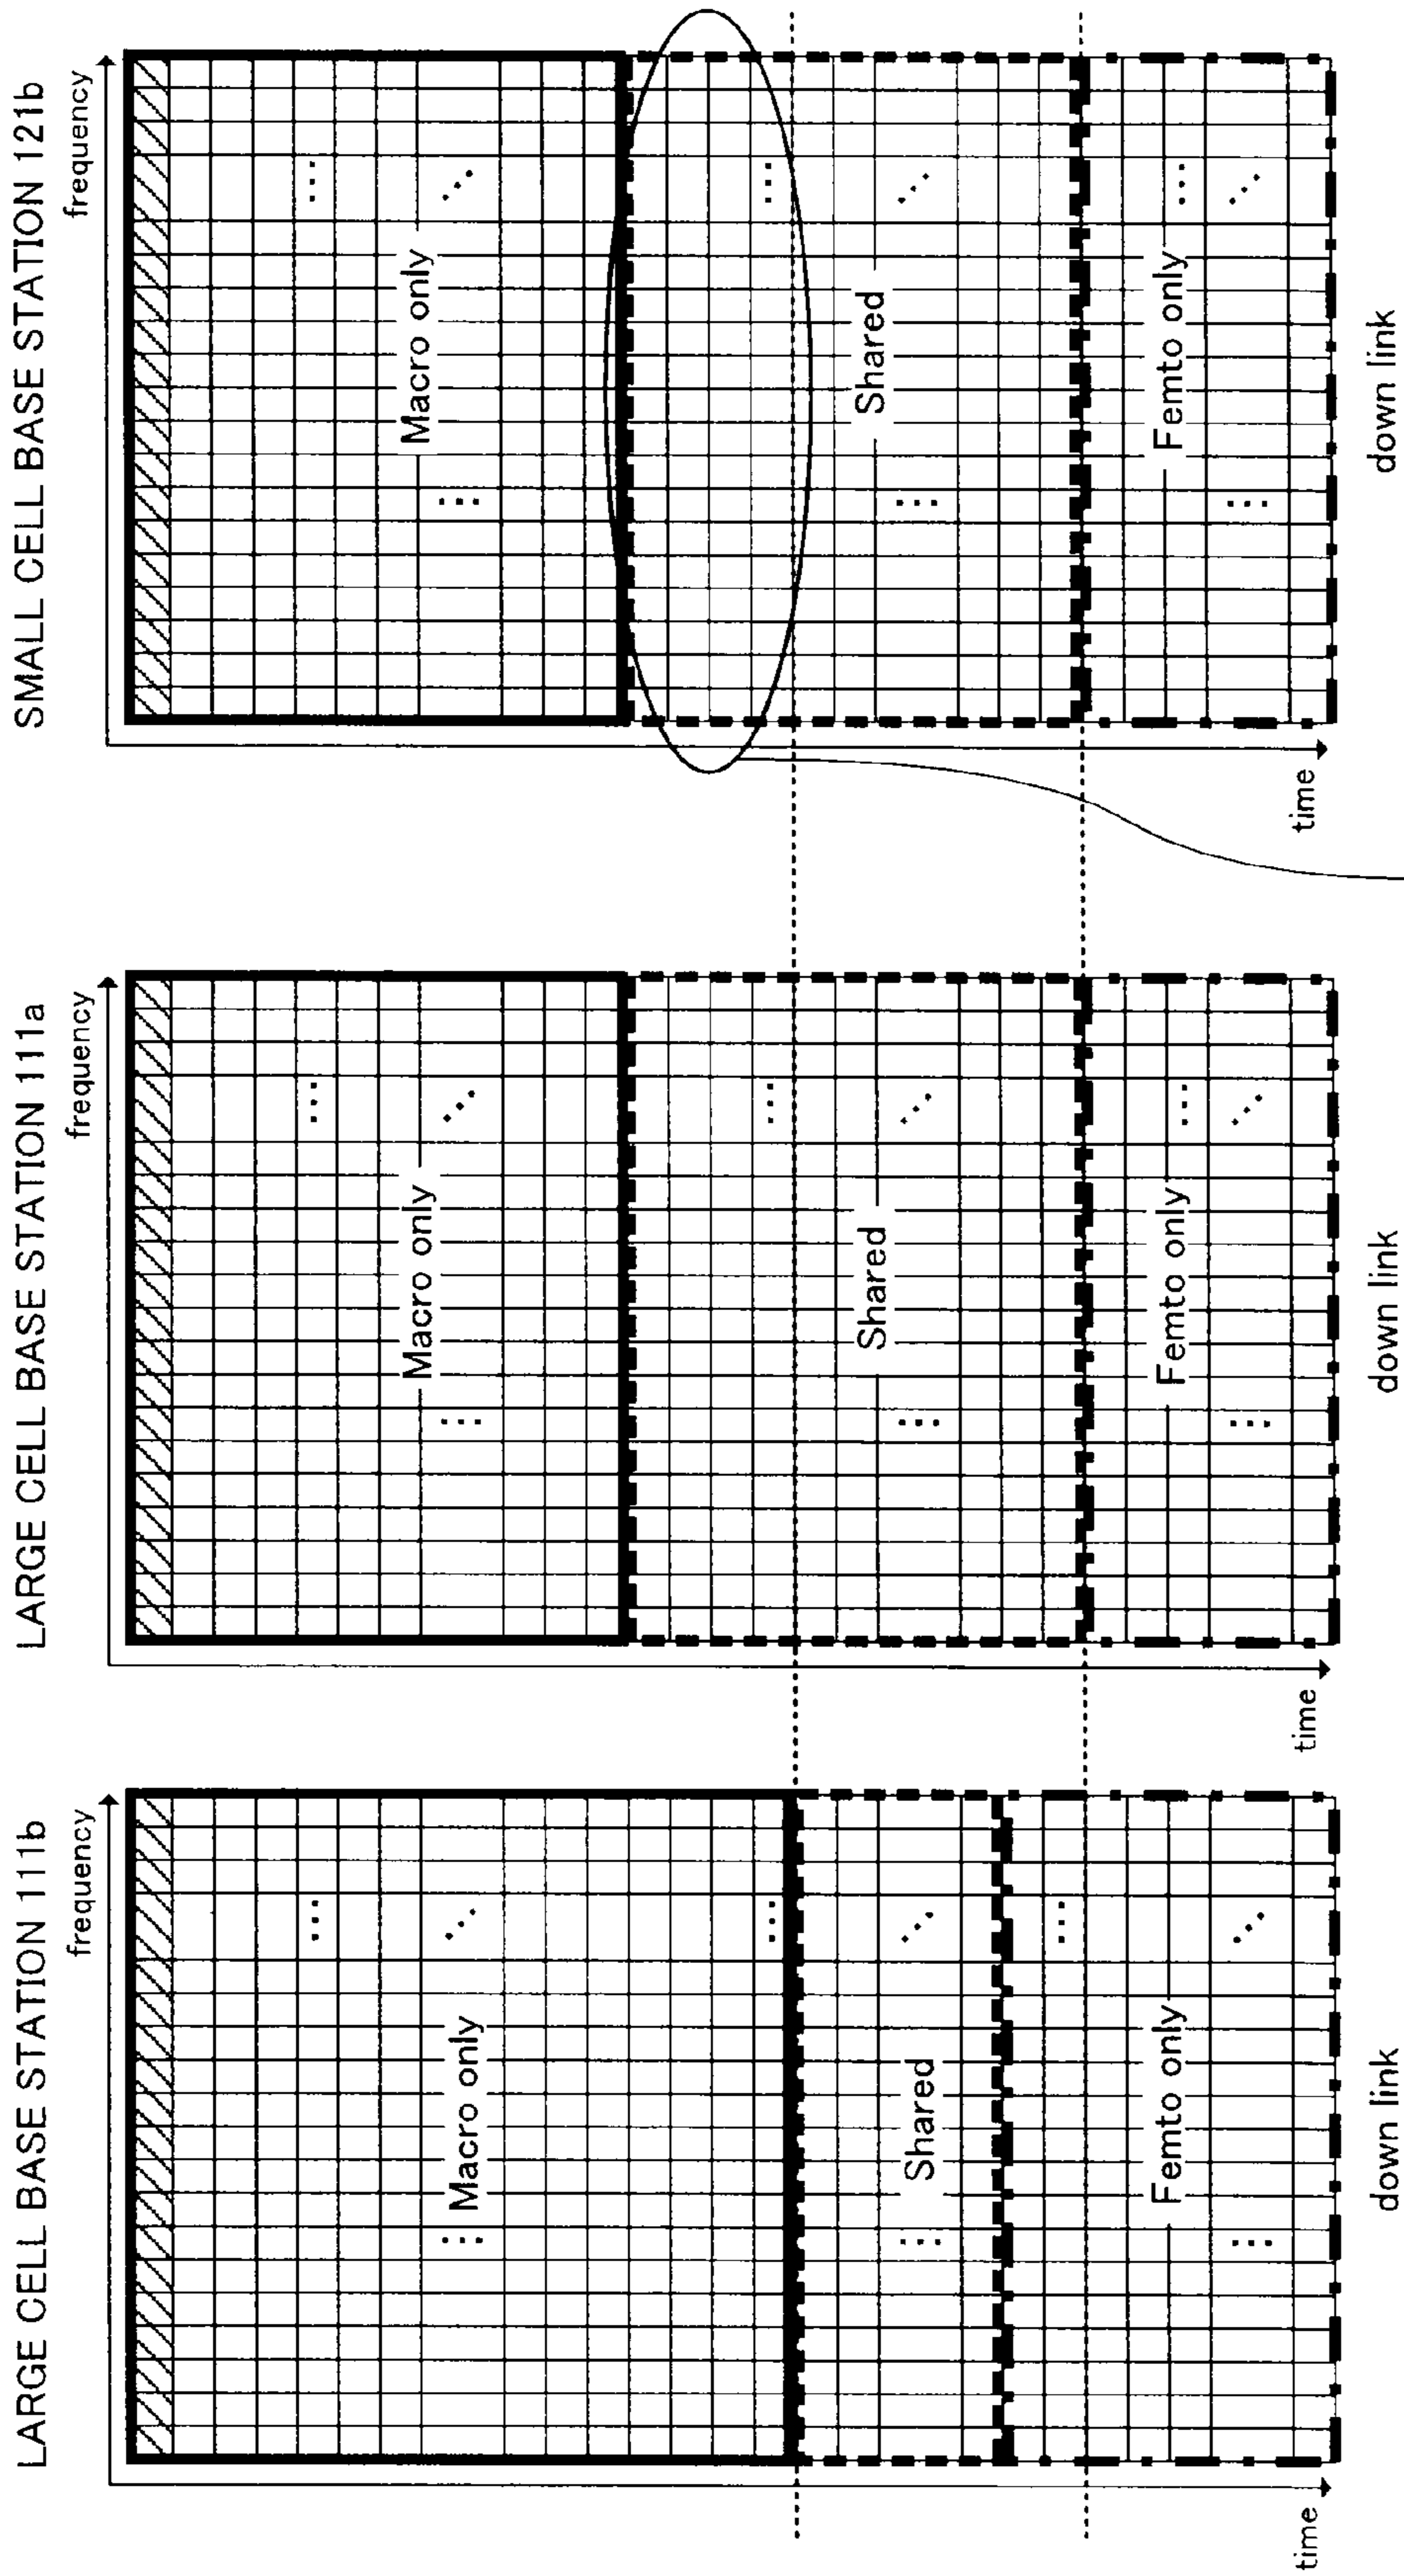 LARGE CELL BASE STATION 111b
frequency
Macro only
Shared
Femto only
time
down link
LARGE CELL BASE STATION 111a
frequency
Macro only
Shared
Femto only
time
down link
SMALL CELL BASE STATION 121b
frequency
Macro only
Shared
Femto only
time
down link